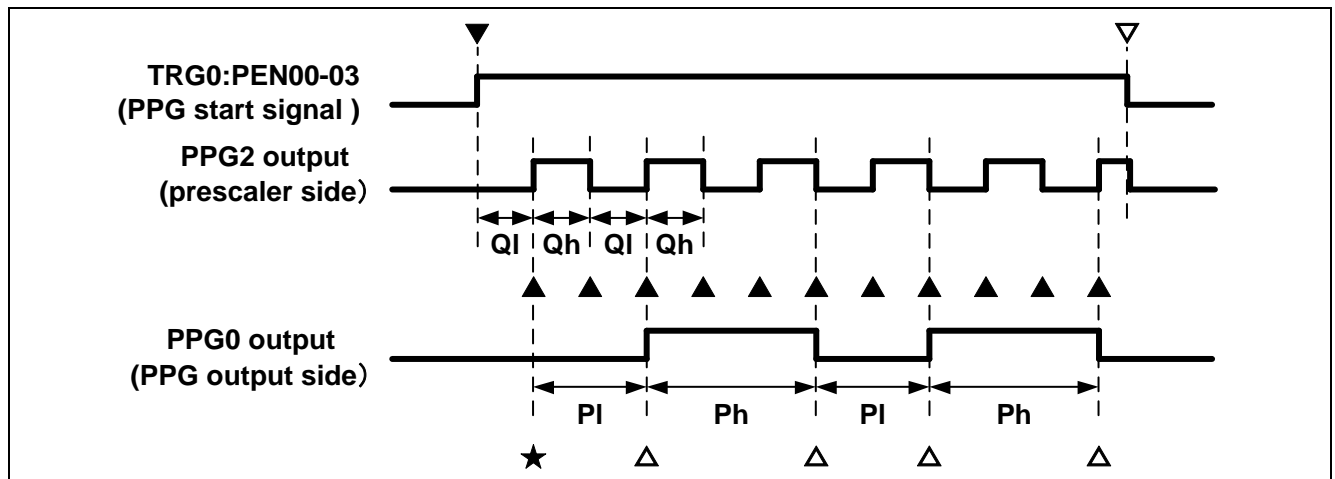 TRG0:PEN00-03
(PPG start signal )
PPG2 output
(prescaler side）
Ql Qh Ql Qh
PPG0 output
(PPG output side）
Pl Ph Pl Ph